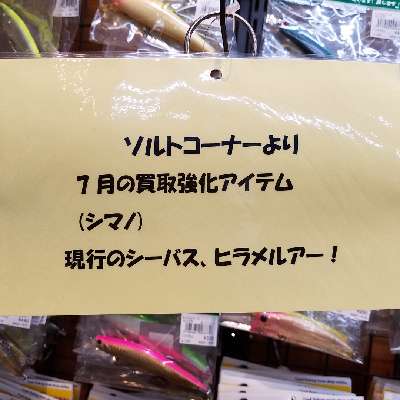 ソルトコーナーより
7月の買取強化アイテム
(シマノ)
現行のシーバス、ヒラメルアー！